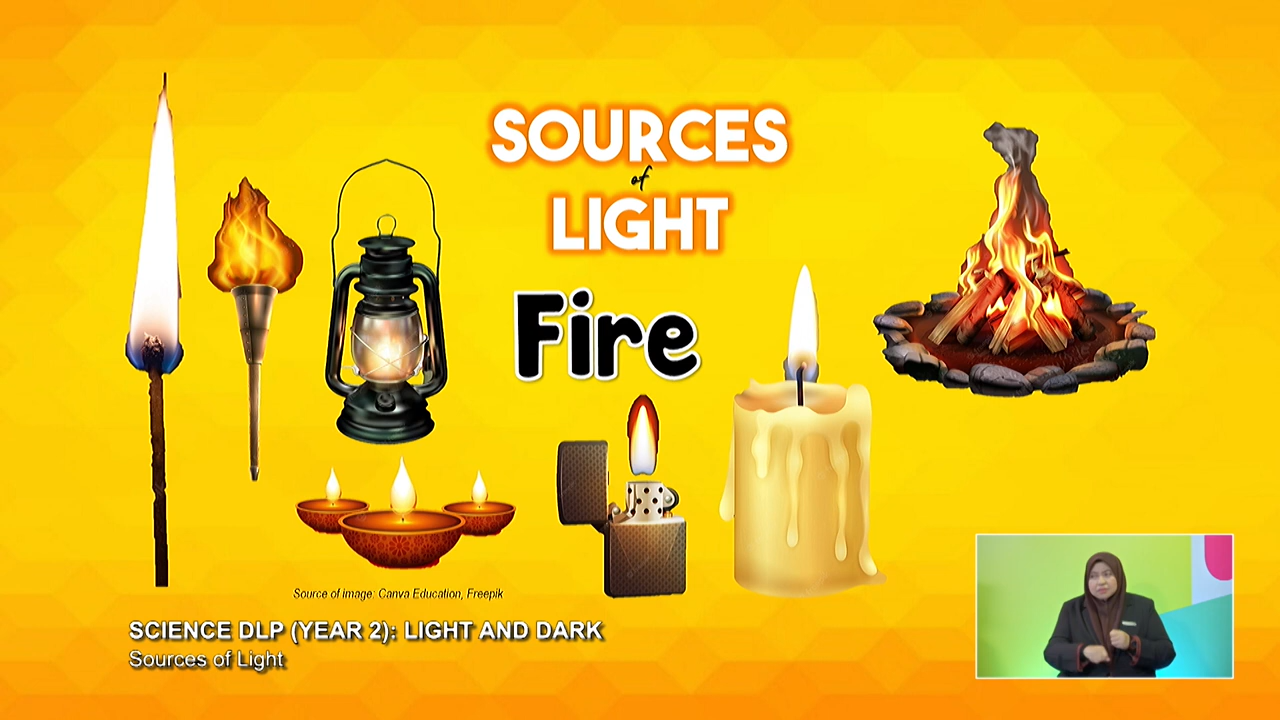 SOURCES
of
LIGHT
Fire
Source of image: Canva Education, Freepik
SCIENCE DLP (YEAR 2): LIGHT AND DARK
Sources of Light